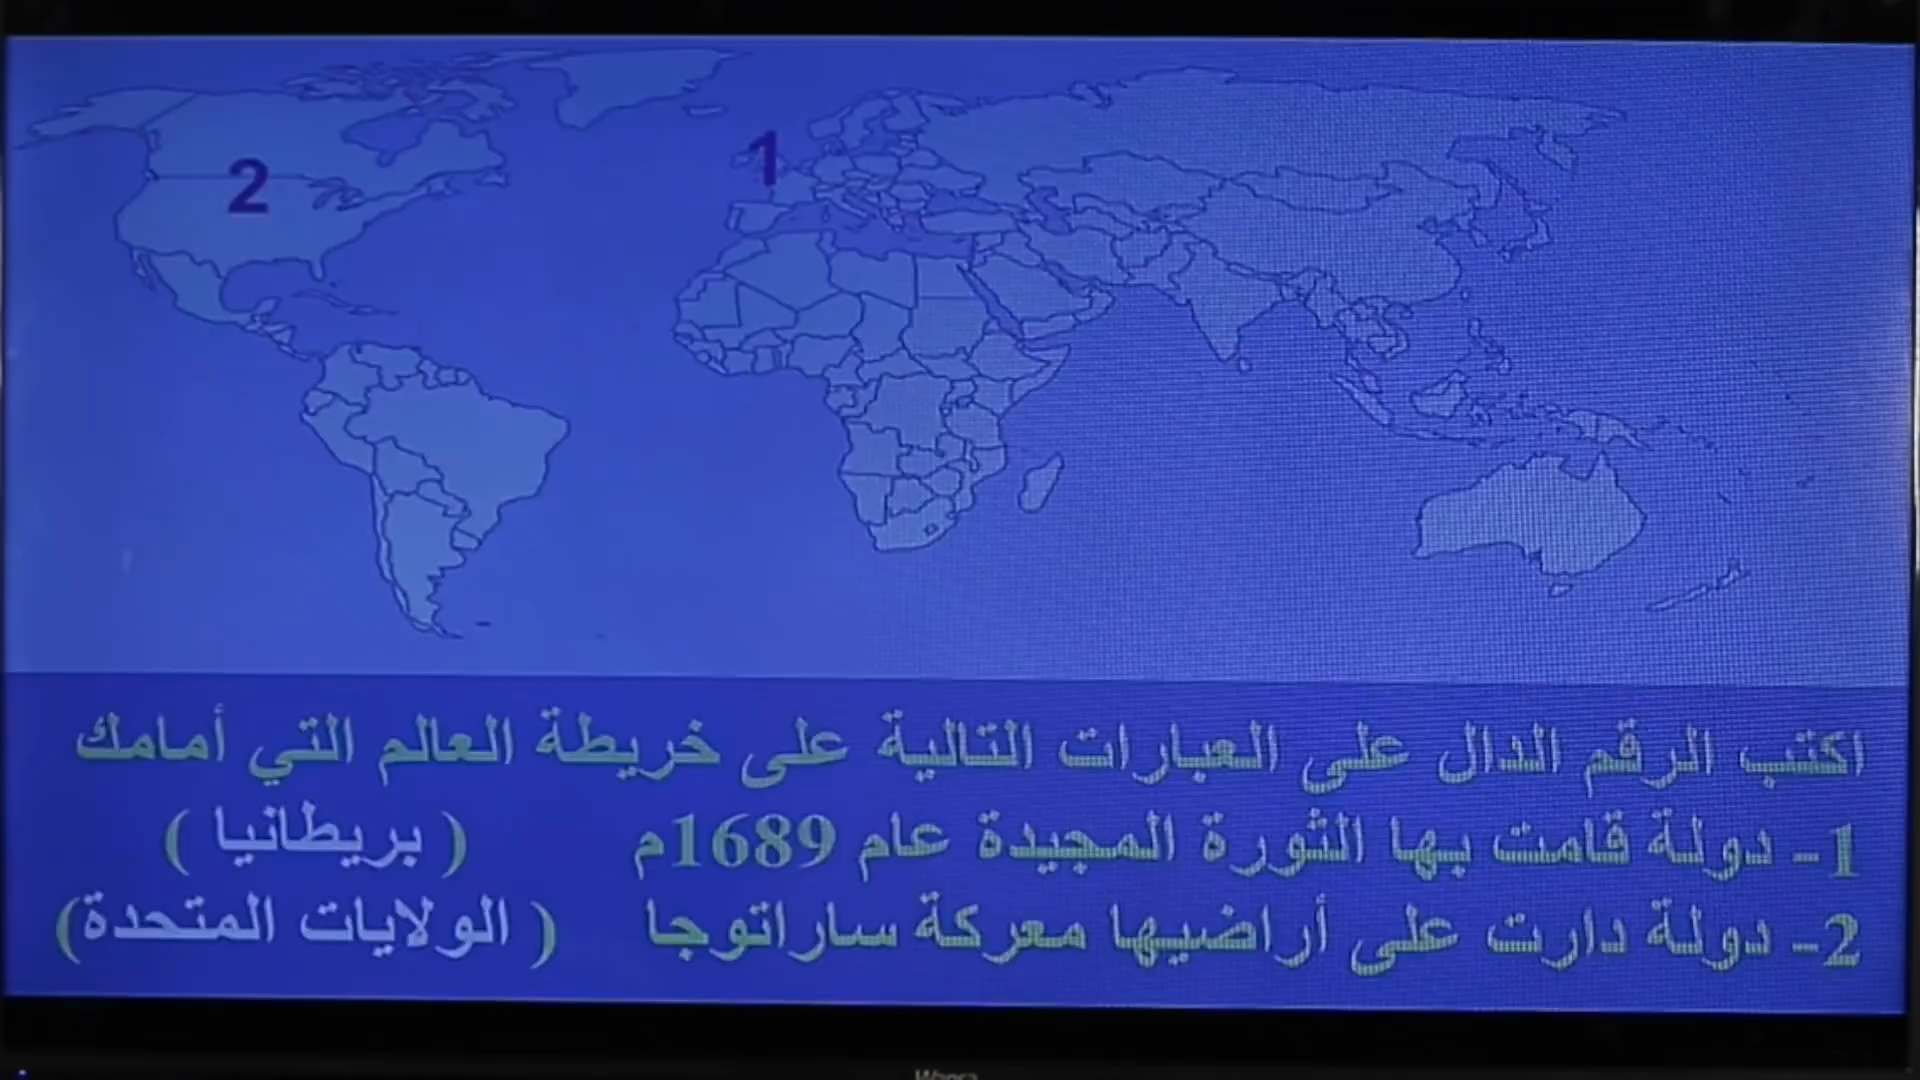 2
1
اكتب الرقم الدال على العبارات التالية على خريطة العالم التي أمامك
1- دولة قامت بها الثورة المجيدة عام 1689م ( بريطانيا )
2- دولة دارت على أراضيها معركة ساراتوجا ( الولايات المتحدة)